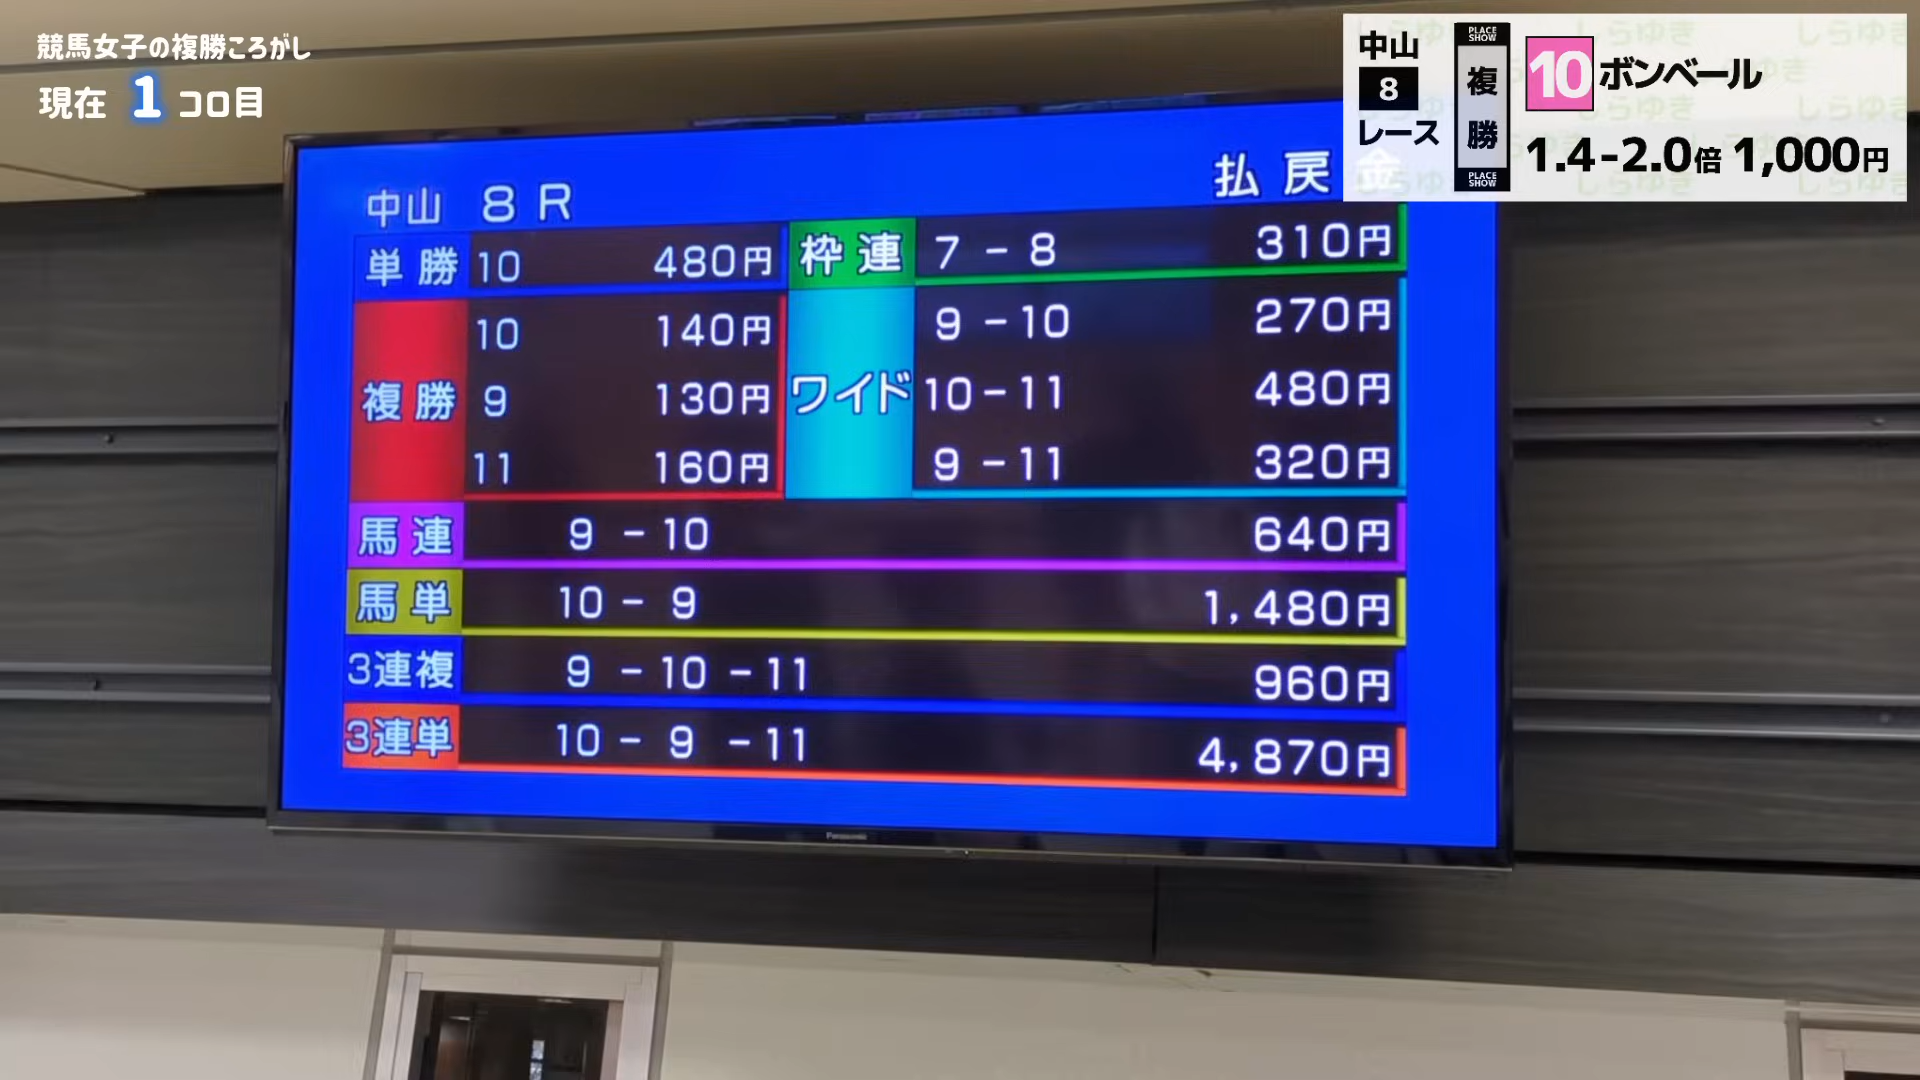 競馬女子の複勝ころがし
現在 1 コロ目
中山
8
レース
PLACE SHOW
複勝
PLACE SHOW
10 ボンベール
1.4-2.0倍 1,000円
中山 8R 払戻金
単勝 10 480円
枠連 7-8 310円
複勝
10 140円
9 130円
11 160円
ワイド
9-10 270円
10-11 480円
9-11 320円
馬連 9-10 640円
馬単 10-9 1,480円
3連複 9-10-11 960円
3連単 10-9-11 4,870円
Panasonic